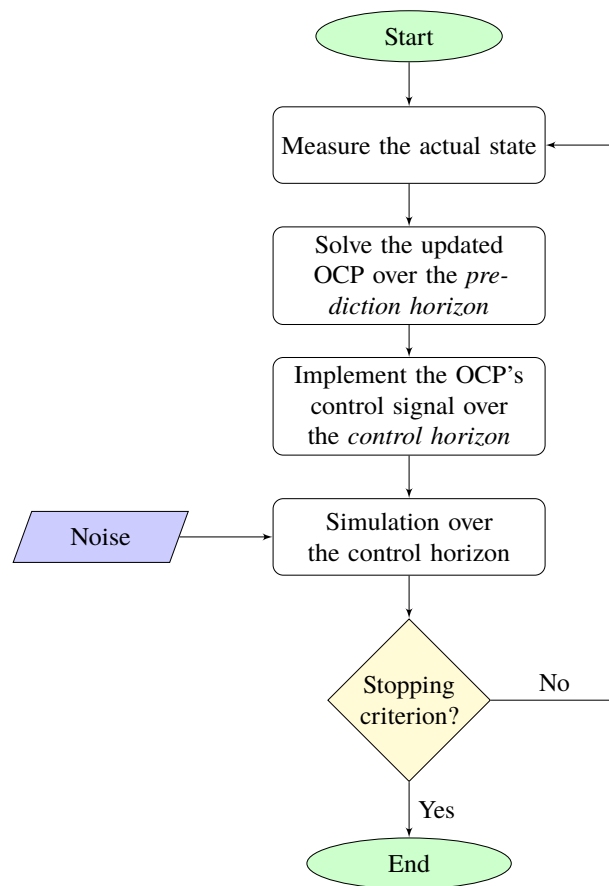 Start
Measure the actual state
Solve the updated
OCP over the pre-
diction horizon
Implement the OCP's
control signal over
the control horizon
Noise
Simulation over
the control horizon
Stopping
criterion?
No
Yes
End